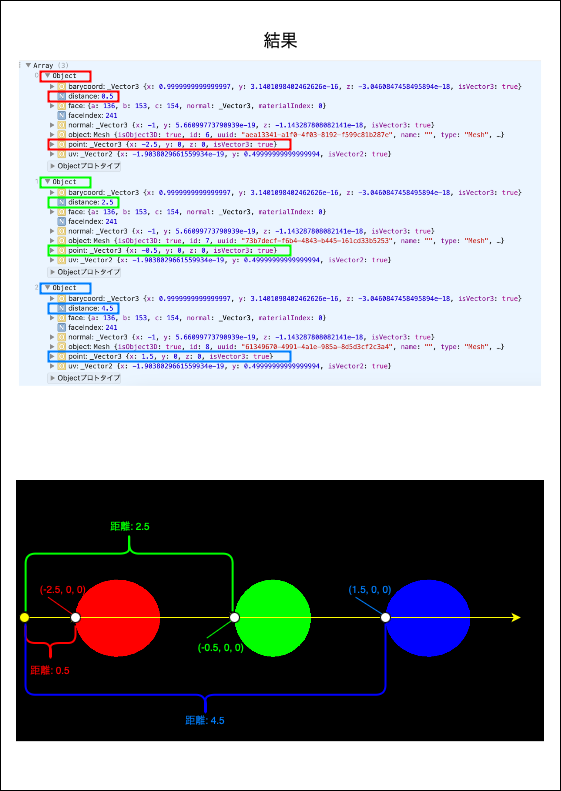 結果
Array (3)
0 Object
barycoord: _Vector3 {x: 0.9999999999999997, y: 3.1401098402462626e-16, z: -3.0460847458495894e-18, isVector3: true}
N distance: 0.5
face: {a: 136, b: 153, c: 154, normal: _Vector3, materialIndex: 0}
N faceIndex: 241
normal: _Vector3 {x: -1, y: 5.66099773790939e-19, z: -1.143287808082141e-18, isVector3: true}
object: Mesh {isObject3D: true, id: 6, uuid: "aea13341-a1f0-4f03-8192-f599c81b287e", name: "", type: "Mesh", …}
point: _Vector3 {x: -2.5, y: 0, z: 0, isVector3: true}
uv: _Vector2 {x: -1.9038029661559934e-19, y: 0.49999999999999994, isVector2: true}
Objectプロトタイプ
1 Object
barycoord: _Vector3 {x: 0.9999999999999997, y: 3.1401098402462626e-16, z: -3.0460847458495894e-18, isVector3: true}
N distance: 2.5
face: {a: 136, b: 153, c: 154, normal: _Vector3, materialIndex: 0}
N faceIndex: 241
normal: _Vector3 {x: -1, y: 5.66099773790939e-19, z: -1.143287808082141e-18, isVector3: true}
object: Mesh {isObject3D: true, id: 7, uuid: "73b7decf-f6b4-4843-b445-161cd33b5253", name: "", type: "Mesh", …}
point: _Vector3 {x: -0.5, y: 0, z: 0, isVector3: true}
uv: _Vector2 {x: -1.9038029661559934e-19, y: 0.49999999999999994, isVector2: true}
Objectプロトタイプ
2 Object
barycoord: _Vector3 {x: 0.9999999999999997, y: 3.1401098402462626e-16, z: -3.0460847458495894e-18, isVector3: true}
N distance: 4.5
face: {a: 136, b: 153, c: 154, normal: _Vector3, materialIndex: 0}
N faceIndex: 241
normal: _Vector3 {x: -1, y: 5.66099773790939e-19, z: -1.143287808082141e-18, isVector3: true}
object: Mesh {isObject3D: true, id: 8, uuid: "61349670-4991-4a1e-985a-8d5d3cf2c3a4", name: "", type: "Mesh", …}
point: _Vector3 {x: 1.5, y: 0, z: 0, isVector3: true}
uv: _Vector2 {x: -1.9038029661559934e-19, y: 0.49999999999999994, isVector2: true}
Objectプロトタイプ
距離: 2.5
(-2.5, 0, 0)
(1.5, 0, 0)
(-0.5, 0, 0)
距離: 0.5
距離: 4.5